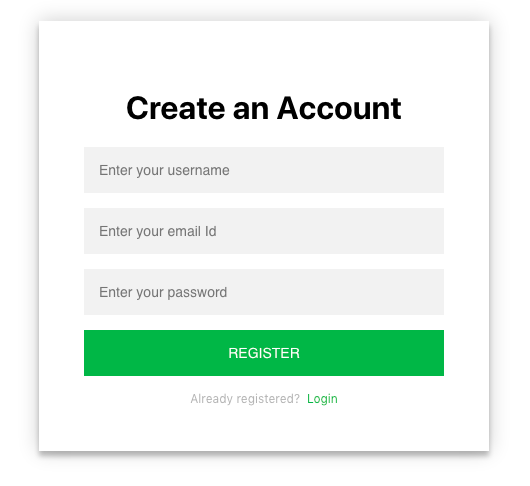 Create an Account
Enter your username
Enter your email Id
Enter your password
REGISTER
Already registered? Login